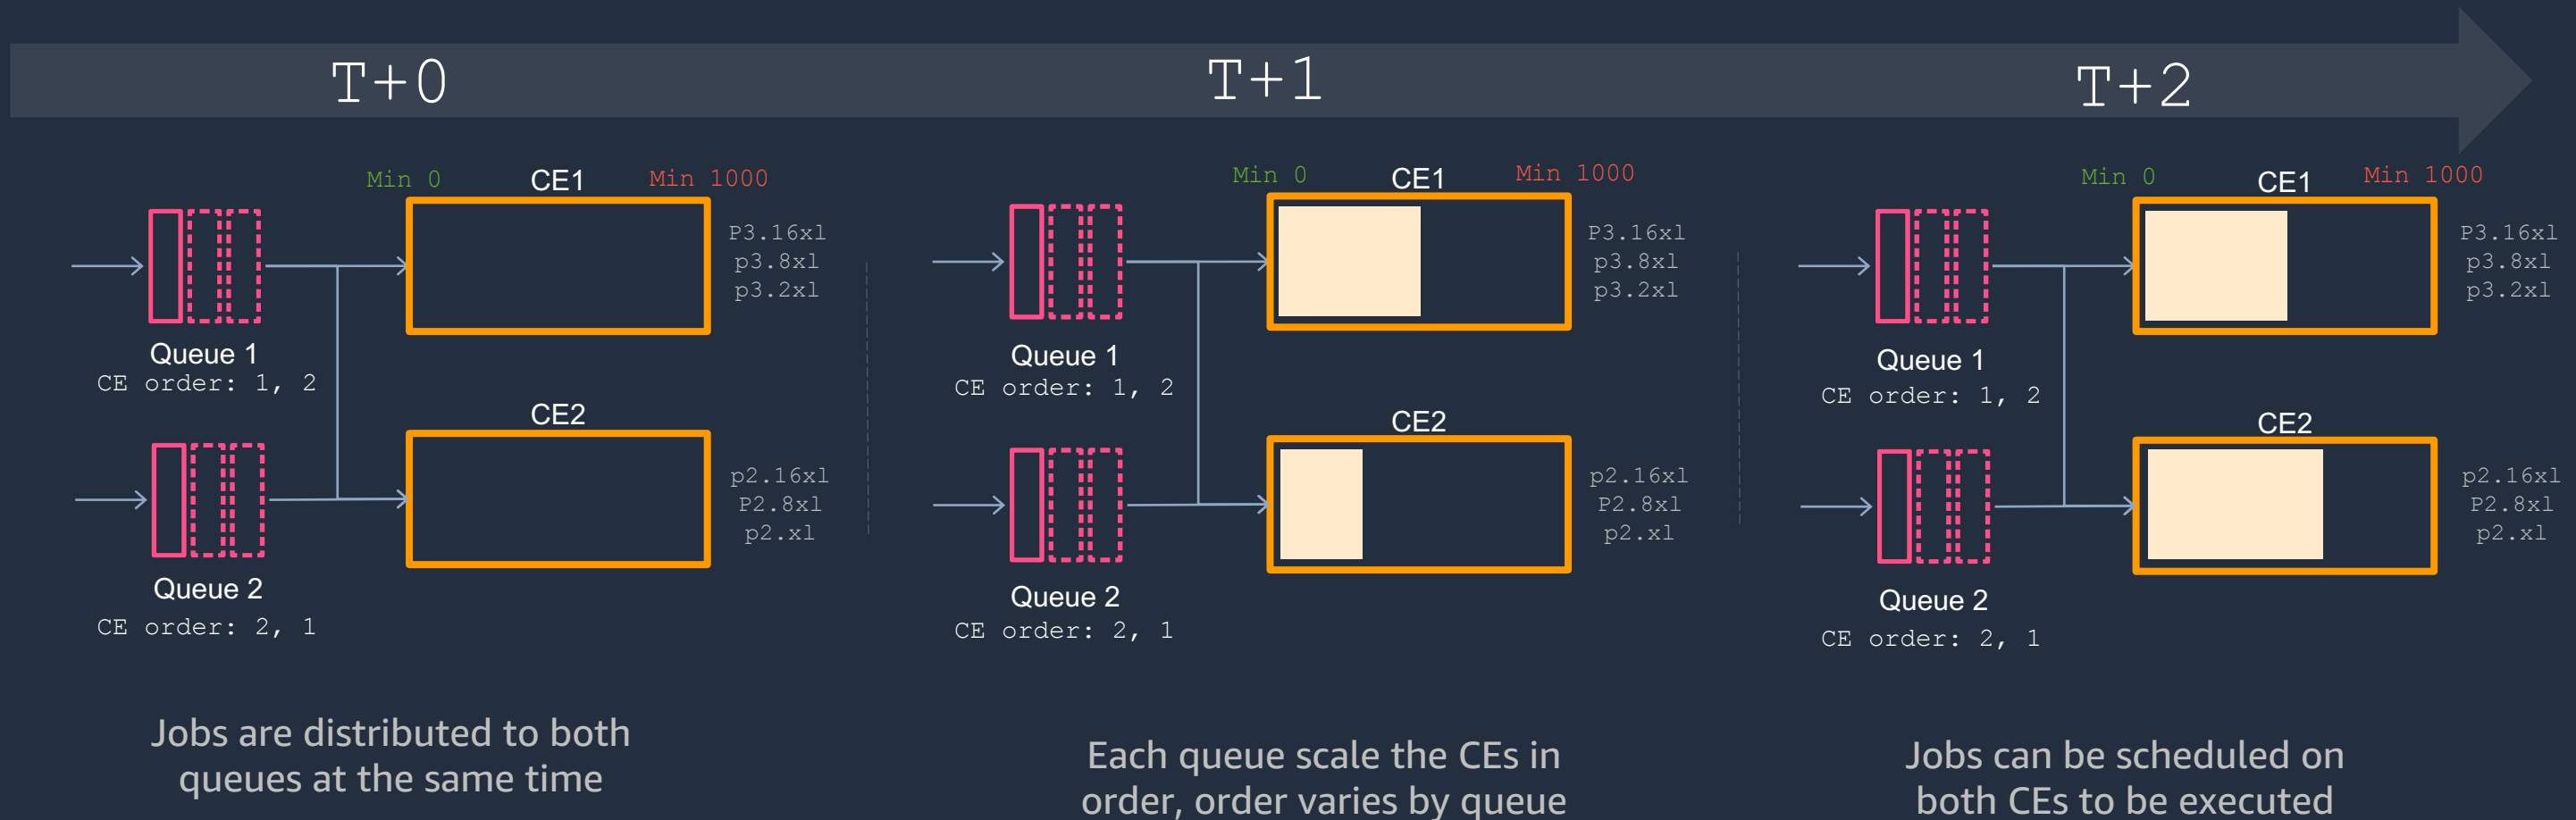 T+0
T+1
T+2
Min 0
CE1
Min 1000
P3.16xl
p3.8xl
p3.2xl
Queue 1
CE order: 1, 2
CE2
p2.16xl
P2.8xl
p2.xl
Queue 2
CE order: 2, 1
Jobs are distributed to both
queues at the same time
Min 0
CE1
Min 1000
P3.16xl
p3.8xl
p3.2xl
Queue 1
CE order: 1, 2
CE2
p2.16xl
P2.8xl
p2.xl
Queue 2
CE order: 2, 1
Each queue scale the CEs in
order, order varies by queue
Min 0
CE1
Min 1000
P3.16xl
p3.8xl
p3.2xl
Queue 1
CE order: 1, 2
CE2
p2.16xl
P2.8xl
p2.xl
Queue 2
CE order: 2, 1
Jobs can be scheduled on
both CEs to be executed